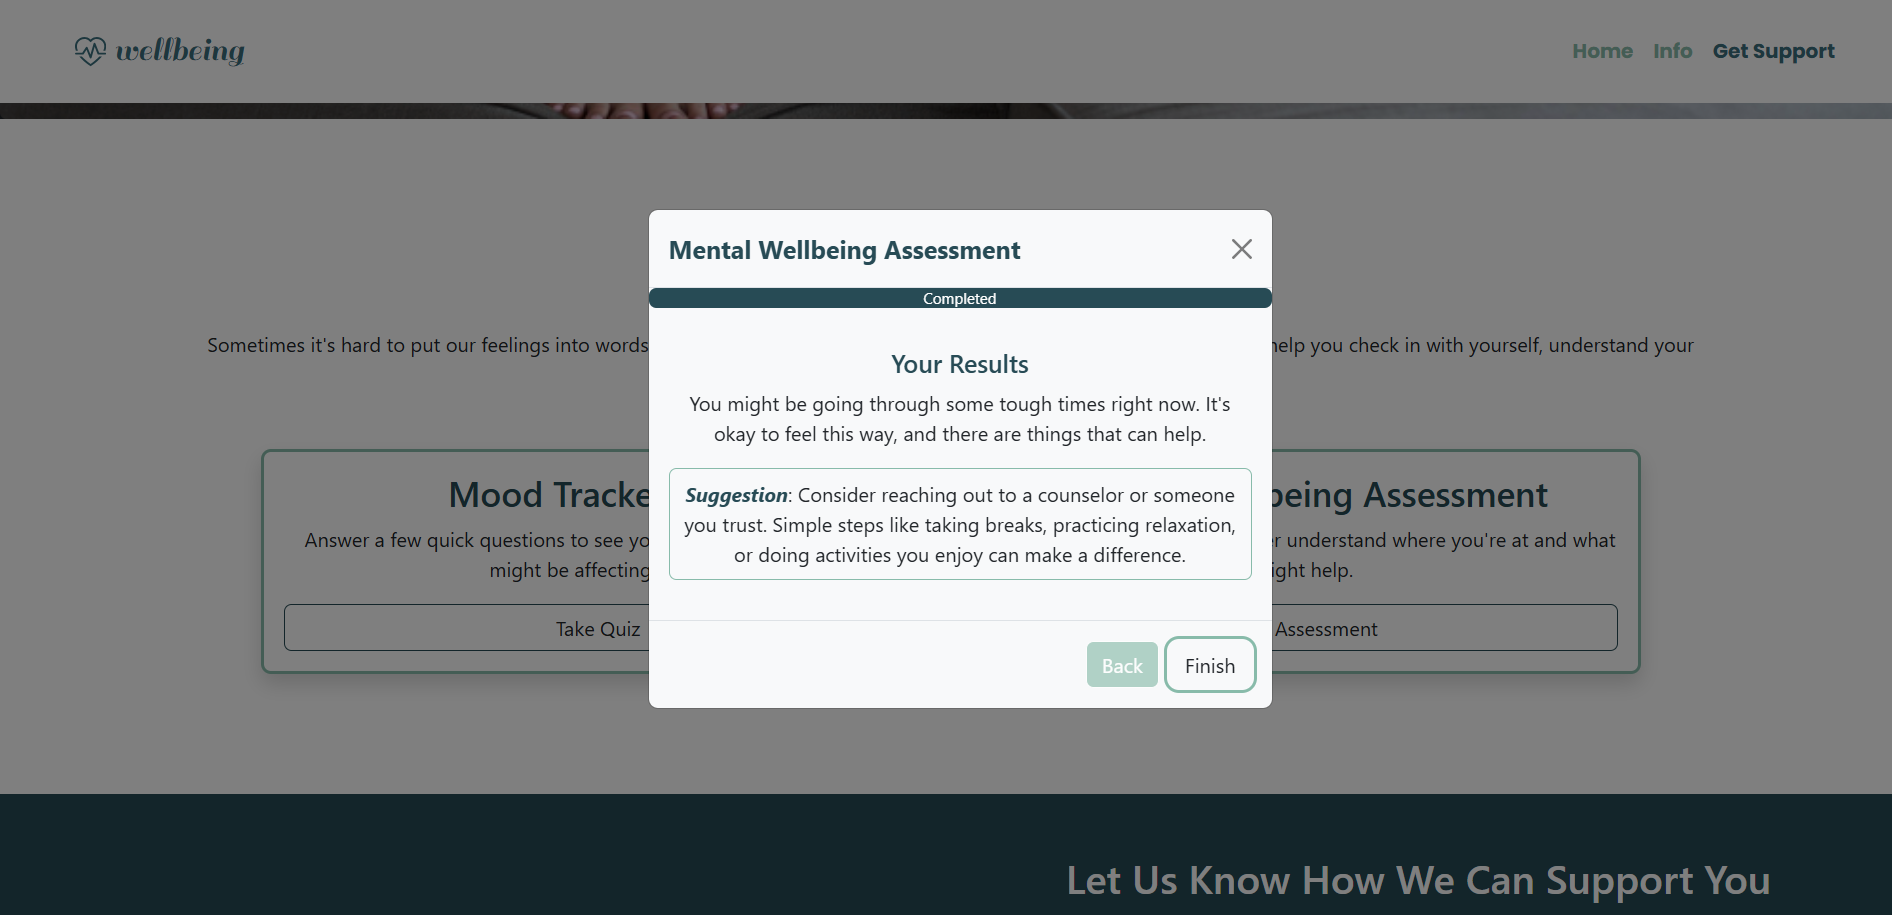 wellbeing
Home Info Get Support
Mental Wellbeing Assessment
Completed
Your Results
You might be going through some tough times right now. It's
okay to feel this way, and there are things that can help.
Suggestion: Consider reaching out to a counselor or someone
you trust. Simple steps like taking breaks, practicing relaxation,
or doing activities you enjoy can make a difference.
Back Finish
Sometimes it's hard to put our feelings into words
help you check in with yourself, understand your
Mood Tracke
Answer a few quick questions to see yo
might be affecting
Take Quiz
being Assessment
understand where you're at and what
help.
Assessment
Let Us Know How We Can Support You